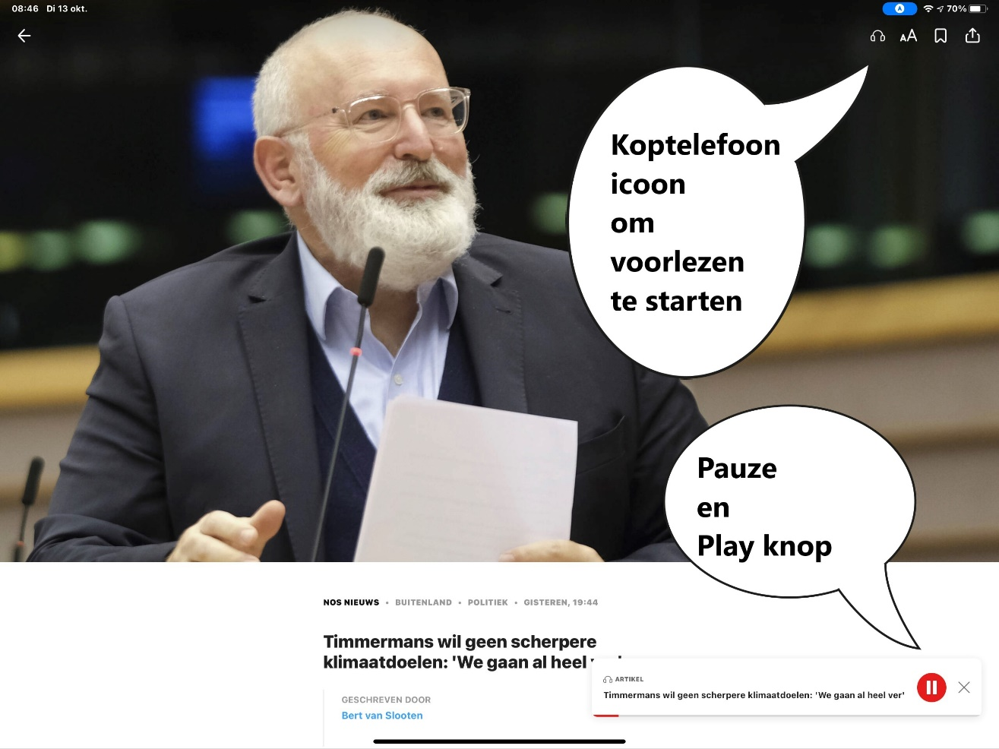 08:46 Di 13 okt.
70%
AA
Koptelefoon
icoon
om
voorlezen
te starten
Pauze
en
Play knop
NOS NIEUWS • BUITENLAND • POLITIEK • GISTEREN, 19:44
Timmermans wil geen scherpere
klimaatdoelen: 'We gaan al heel
GESCHREVEN DOOR
Bert van Slooten
ARTIKEL
Timmermans wil geen scherpere klimaatdoelen: 'We gaan al heel ver'